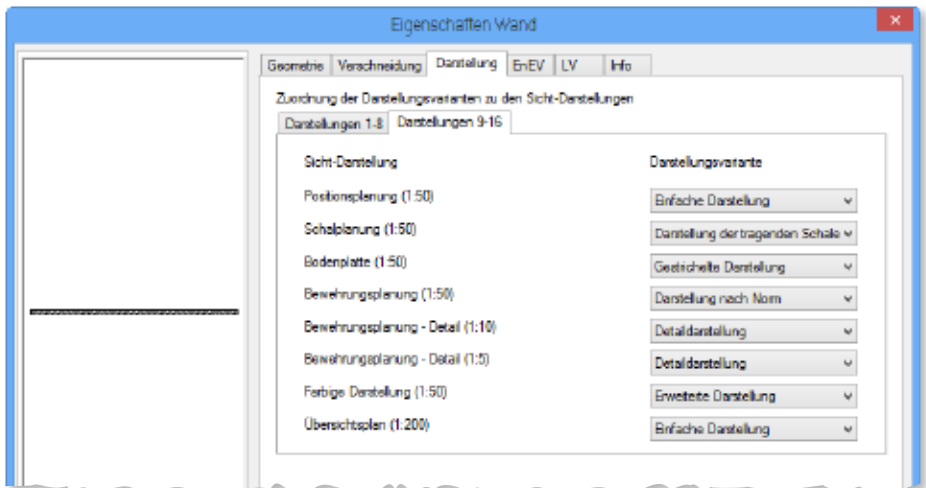 Eigenschaften Wand
Geometrie Verschneidung Darstellung EnEV LV Info
Zuordnung der Darstellungsvarianten zu den Sicht-Darstellungen
Darstellungen 1-8 Darstellungen 9-16
Sicht-Darstellung Darstellungsvariante
Positionsplanung (1:50) Einfache Darstellung
Schalplanung (1:50) Darstellung der tragenden Schale
Bodenplatte (1:50) Gestrichelte Darstellung
Bewehrungsplanung (1:50) Darstellung nach Norm
Bewehrungsplanung - Detail (1:10) Detaildarstellung
Bewehrungsplanung - Detail (1:5) Detaildarstellung
Farbige Darstellung (1:50) Erweiterte Darstellung
Übersichtsplan (1:200) Einfache Darstellung